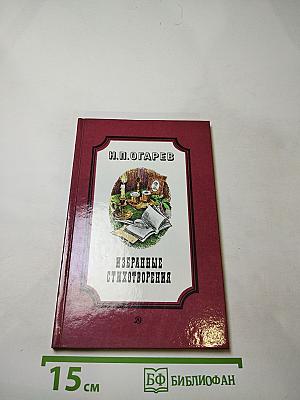 Н.П.ОГАРЕВ
ИЗБРАННЫЕ
СТИХОТВОРЕНИЯ
15 см
БФ БИБЛИОФАН